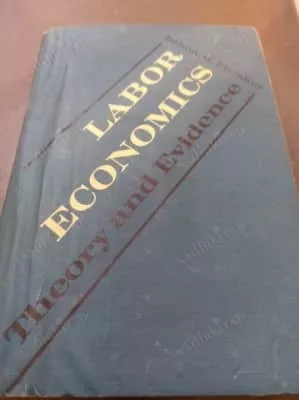 LABOR
ECONOMICS
Theory and Evidence